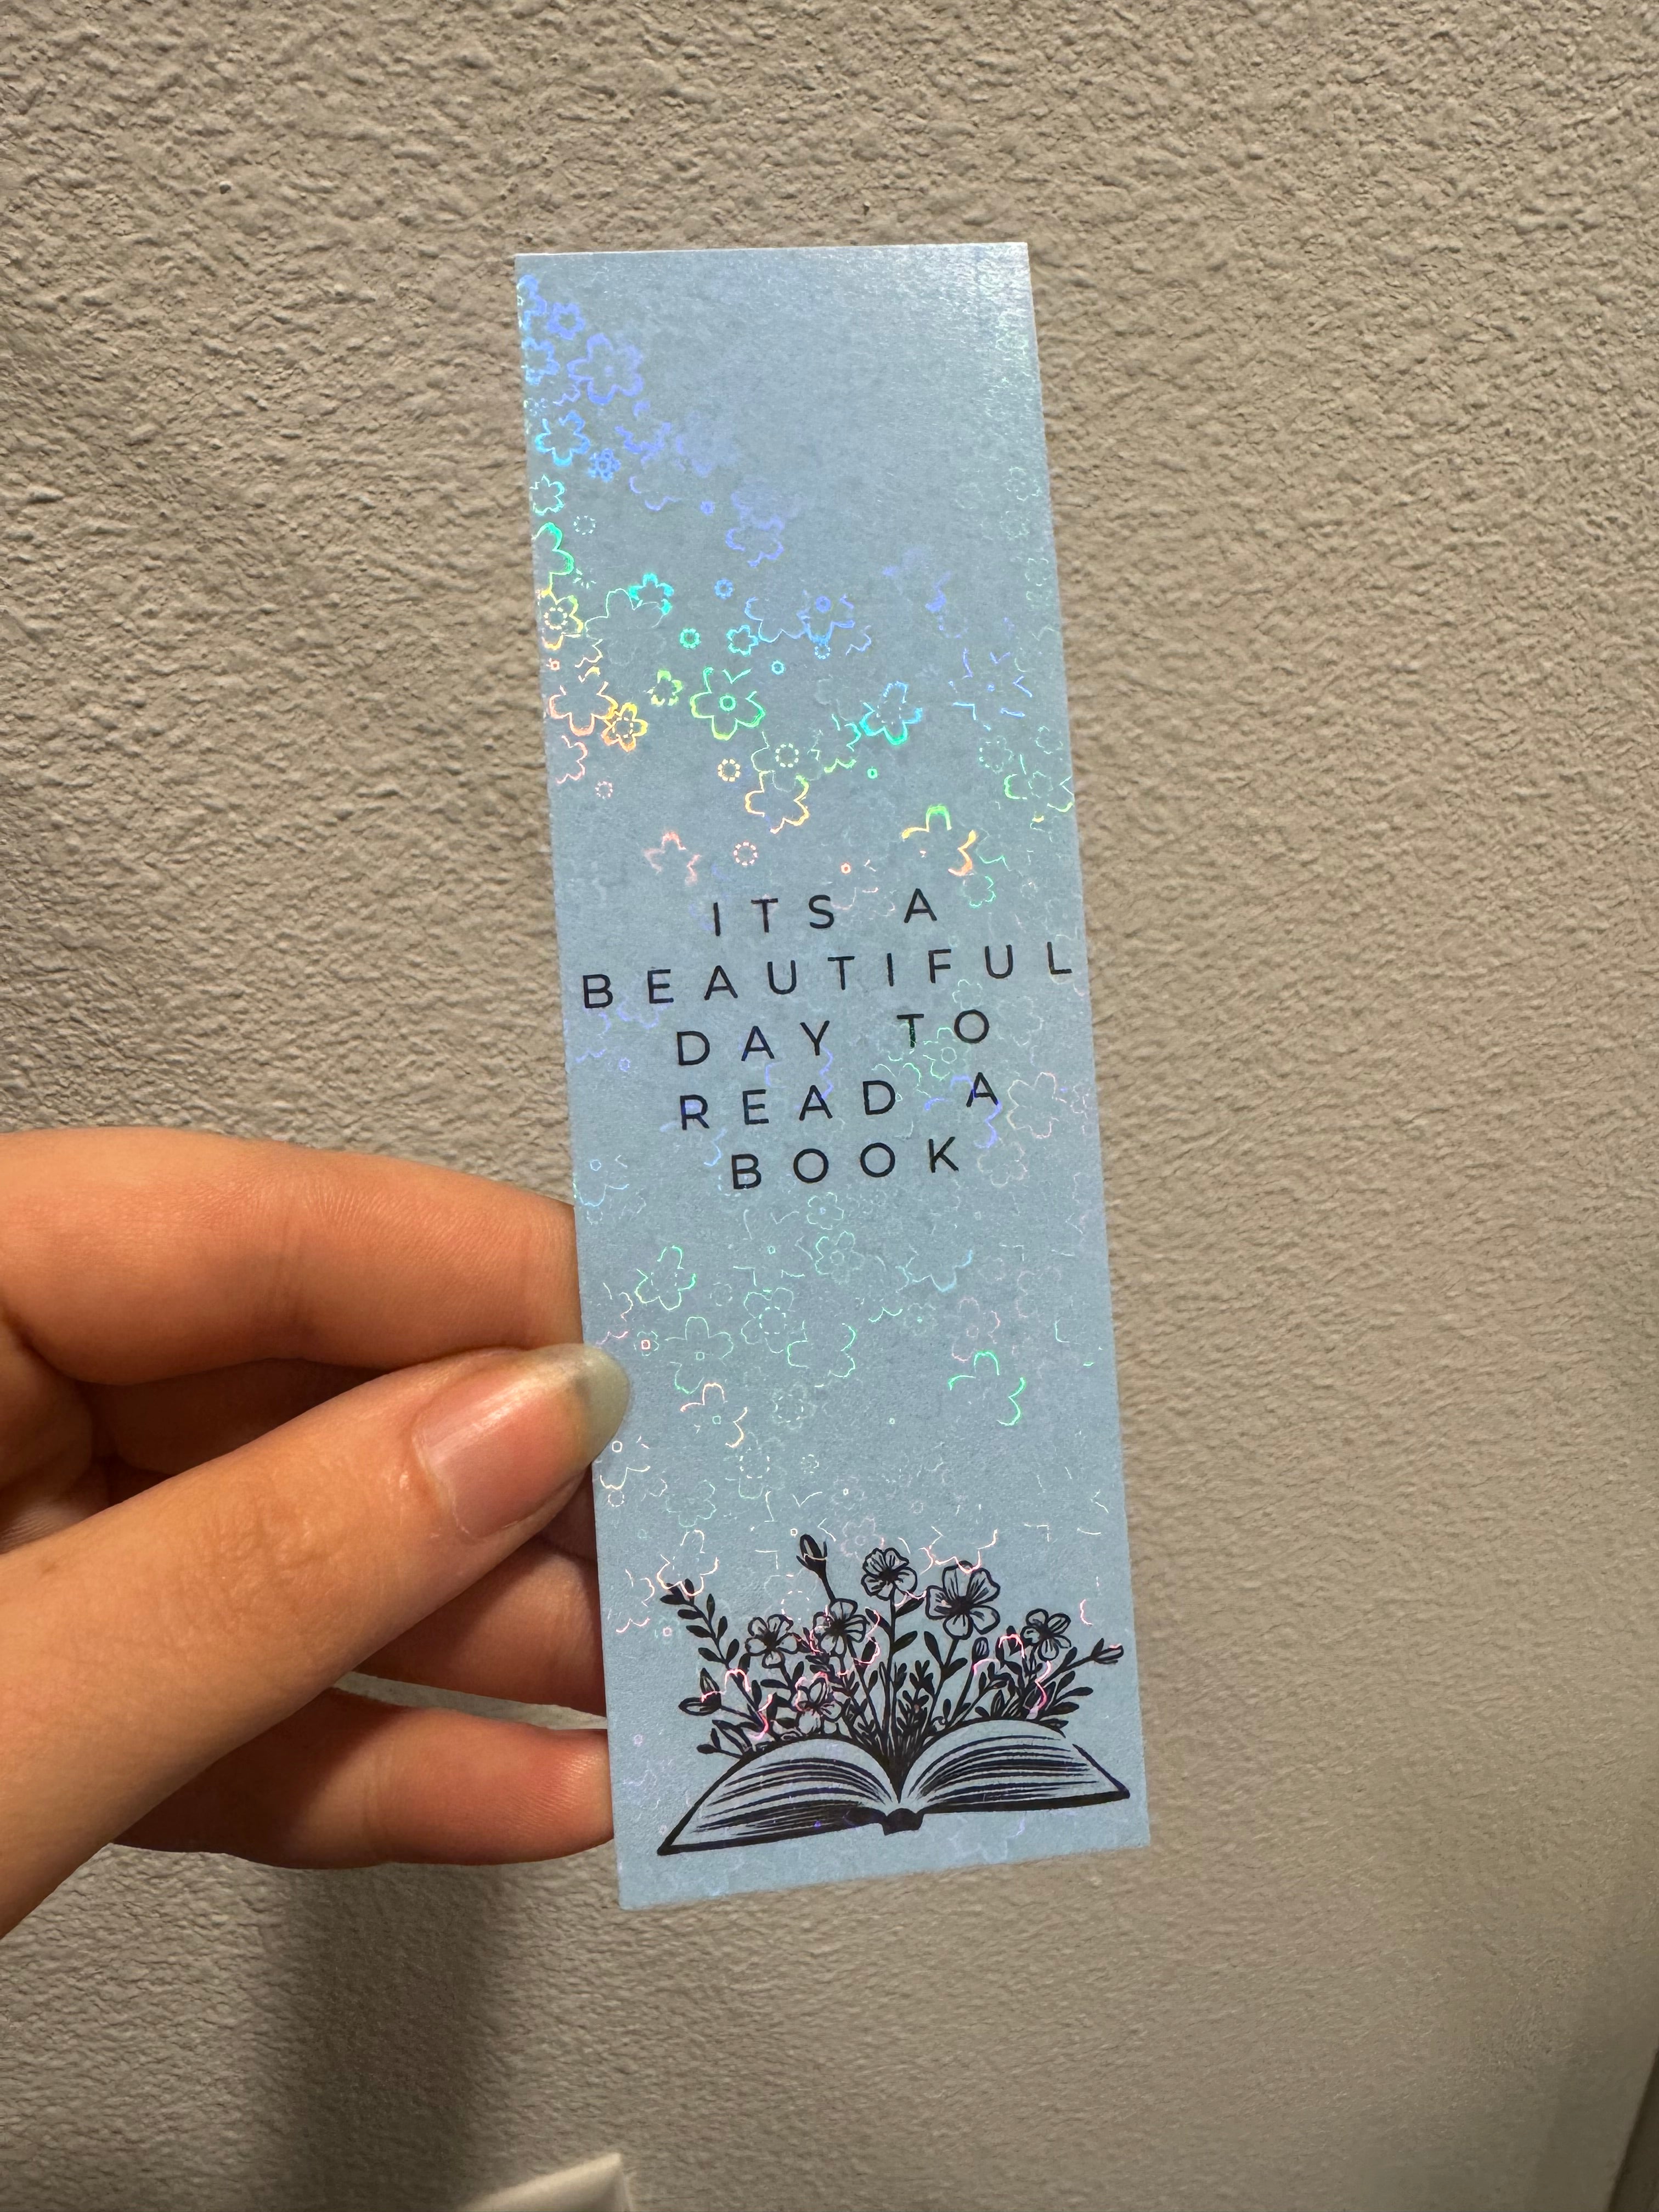 ITS A
BEAUTIFUL
DAY TO
READ A
BOOK